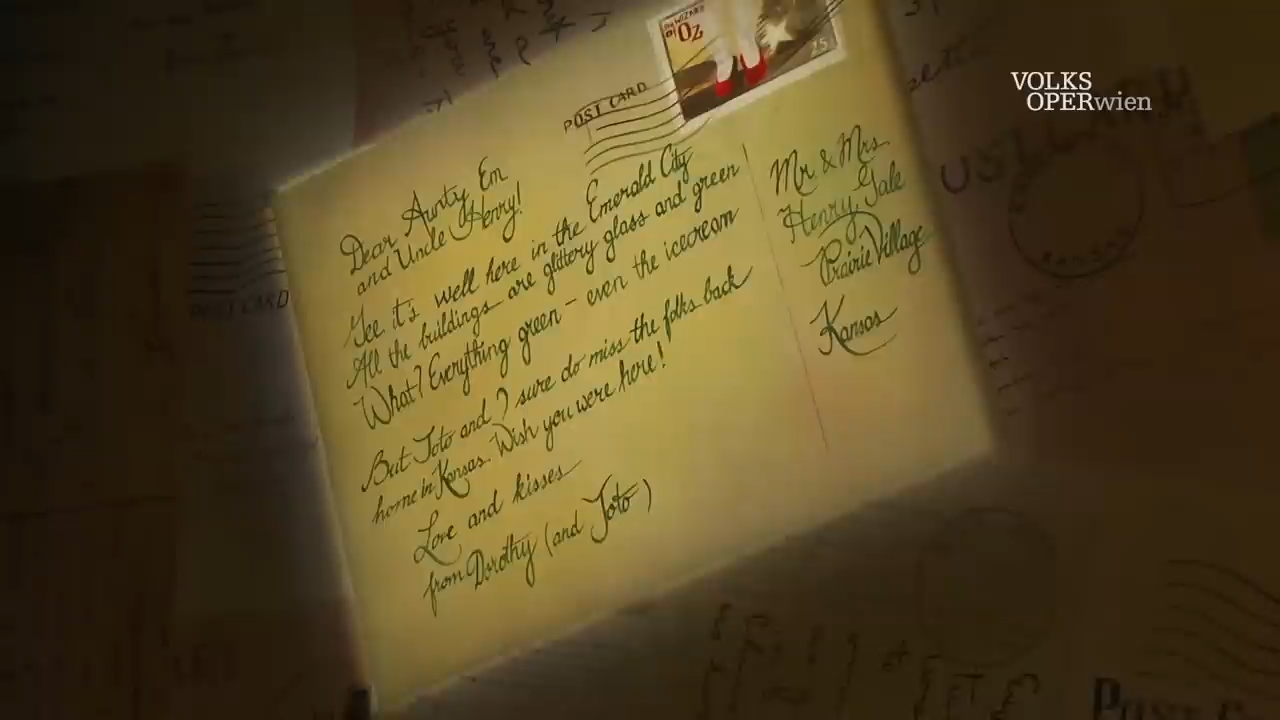 VOLKS
OPERwien
THE WIZARD
of OZ
25
POST CARD
Dear Aunty Em
and Uncle Henry!
Gee it's well here in the Emerald City
All the buildings are glittery glass and green
What? Everything green – even the icecream
But Toto and I sure do miss the folks back
home in Kansas. Wish you were here!
Love and kisses
from Dorothy (and Toto)
Mr. & Mrs.
Henry Gale
Prairie Village
Kansas
POST CARD
KANSAS
POST C